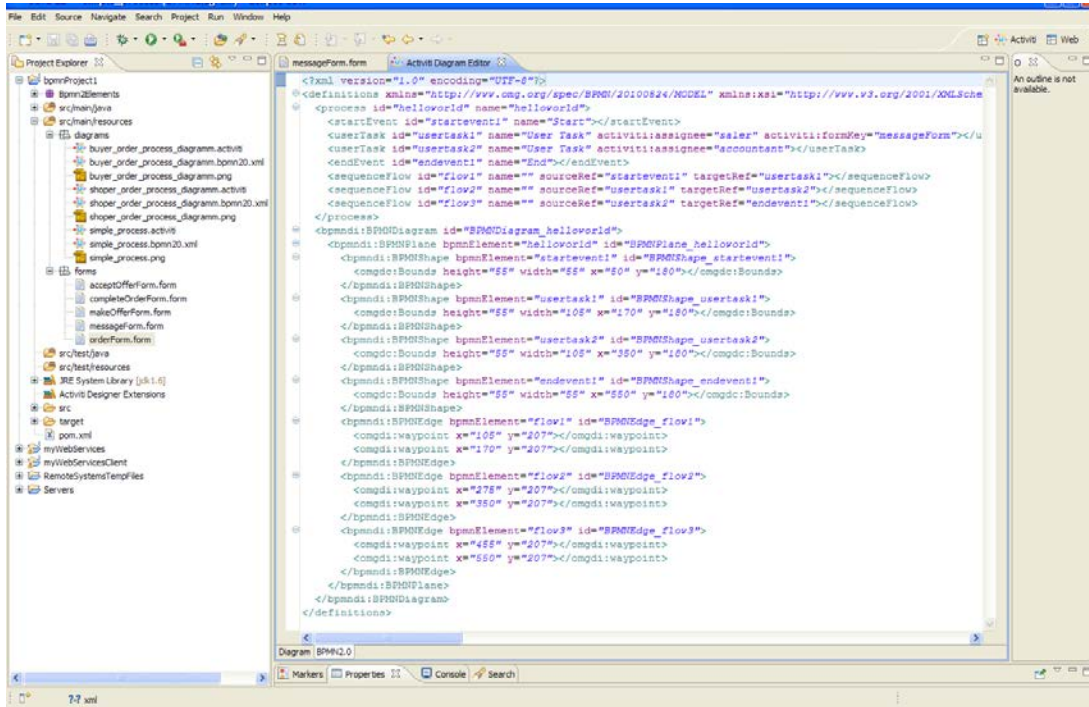 File Edit Source Navigate Search Project Run Window Help
Activiti Web
Project Explorer
bpmnProject1
Bpmn2Elements
src/main/java
src/main/resources
diagrams
buyer_order_process_diagramm.activiti
buyer_order_process_diagramm.bpmn20.xml
buyer_order_process_diagramm.png
shoper_order_process_diagramm.activiti
shoper_order_process_diagramm.bpmn20.xml
shoper_order_process_diagramm.png
simple_process.activiti
simple_process.bpmn20.xml
simple_process.png
forms
acceptOfferForm.form
completeOrderForm.form
makeOfferForm.form
messageForm.form
orderForm.form
src/test/java
src/test/resources
JRE System Library [jdk1.6]
Activiti Designer Extensions
src
target
pom.xml
myWebServices
myWebServicesClient
RemoteSystemsTempFiles
Servers
messageForm.form Activiti Diagram Editor
<?xml version="1.0" encoding="UTF-8"?>
<definitions xmlns="http://www.omg.org/spec/BPMN/20100524/MODEL" xmlns:xsi="http://www.w3.org/2001/XMLSche
<process id="helloworld" name="helloworld">
<startEvent id="startevent1" name="Start"></startEvent>
<userTask id="usertask1" name="User Task" activiti:assignee="saler" activiti:formKey="messageForm"></u
<userTask id="usertask2" name="User Task" activiti:assignee="accountant"></userTask>
<endEvent id="endevent1" name="End"></endEvent>
<sequenceFlow id="flow1" name="" sourceRef="startevent1" targetRef="usertask1"></sequenceFlow>
<sequenceFlow id="flow2" name="" sourceRef="usertask1" targetRef="usertask2"></sequenceFlow>
<sequenceFlow id="flow3" name="" sourceRef="usertask2" targetRef="endevent1"></sequenceFlow>
</process>
<bpmndi:BPMNDiagram id="BPMNDiagram_helloworld">
<bpmndi:BPMNPlane bpmnElement="helloworld" id="BPMNPlane_helloworld">
<bpmndi:BPMNShape bpmnElement="startevent1" id="BPMNShape_startevent1">
<omgdc:Bounds height="55" width="55" x="50" y="180"></omgdc:Bounds>
</bpmndi:BPMNShape>
<bpmndi:BPMNShape bpmnElement="usertask1" id="BPMNShape_usertask1">
<omgdc:Bounds height="55" width="105" x="170" y="180"></omgdc:Bounds>
</bpmndi:BPMNShape>
<bpmndi:BPMNShape bpmnElement="usertask2" id="BPMNShape_usertask2">
<omgdc:Bounds height="55" width="105" x="350" y="180"></omgdc:Bounds>
</bpmndi:BPMNShape>
<bpmndi:BPMNShape bpmnElement="endevent1" id="BPMNShape_endevent1">
<omgdc:Bounds height="55" width="55" x="550" y="180"></omgdc:Bounds>
</bpmndi:BPMNShape>
<bpmndi:BPMNEdge bpmnElement="flow1" id="BPMNEdge_flow1">
<omgdi:waypoint x="105" y="207"></omgdi:waypoint>
<omgdi:waypoint x="170" y="207"></omgdi:waypoint>
</bpmndi:BPMNEdge>
<bpmndi:BPMNEdge bpmnElement="flow2" id="BPMNEdge_flow2">
<omgdi:waypoint x="275" y="207"></omgdi:waypoint>
<omgdi:waypoint x="350" y="207"></omgdi:waypoint>
</bpmndi:BPMNEdge>
<bpmndi:BPMNEdge bpmnElement="flow3" id="BPMNEdge_flow3">
<omgdi:waypoint x="455" y="207"></omgdi:waypoint>
<omgdi:waypoint x="550" y="207"></omgdi:waypoint>
</bpmndi:BPMNEdge>
</bpmndi:BPMNPlane>
</bpmndi:BPMNDiagram>
</definitions>
Diagram BPMN2.0
O
An outline is not
available.
Markers Properties Console Search
?-? xml